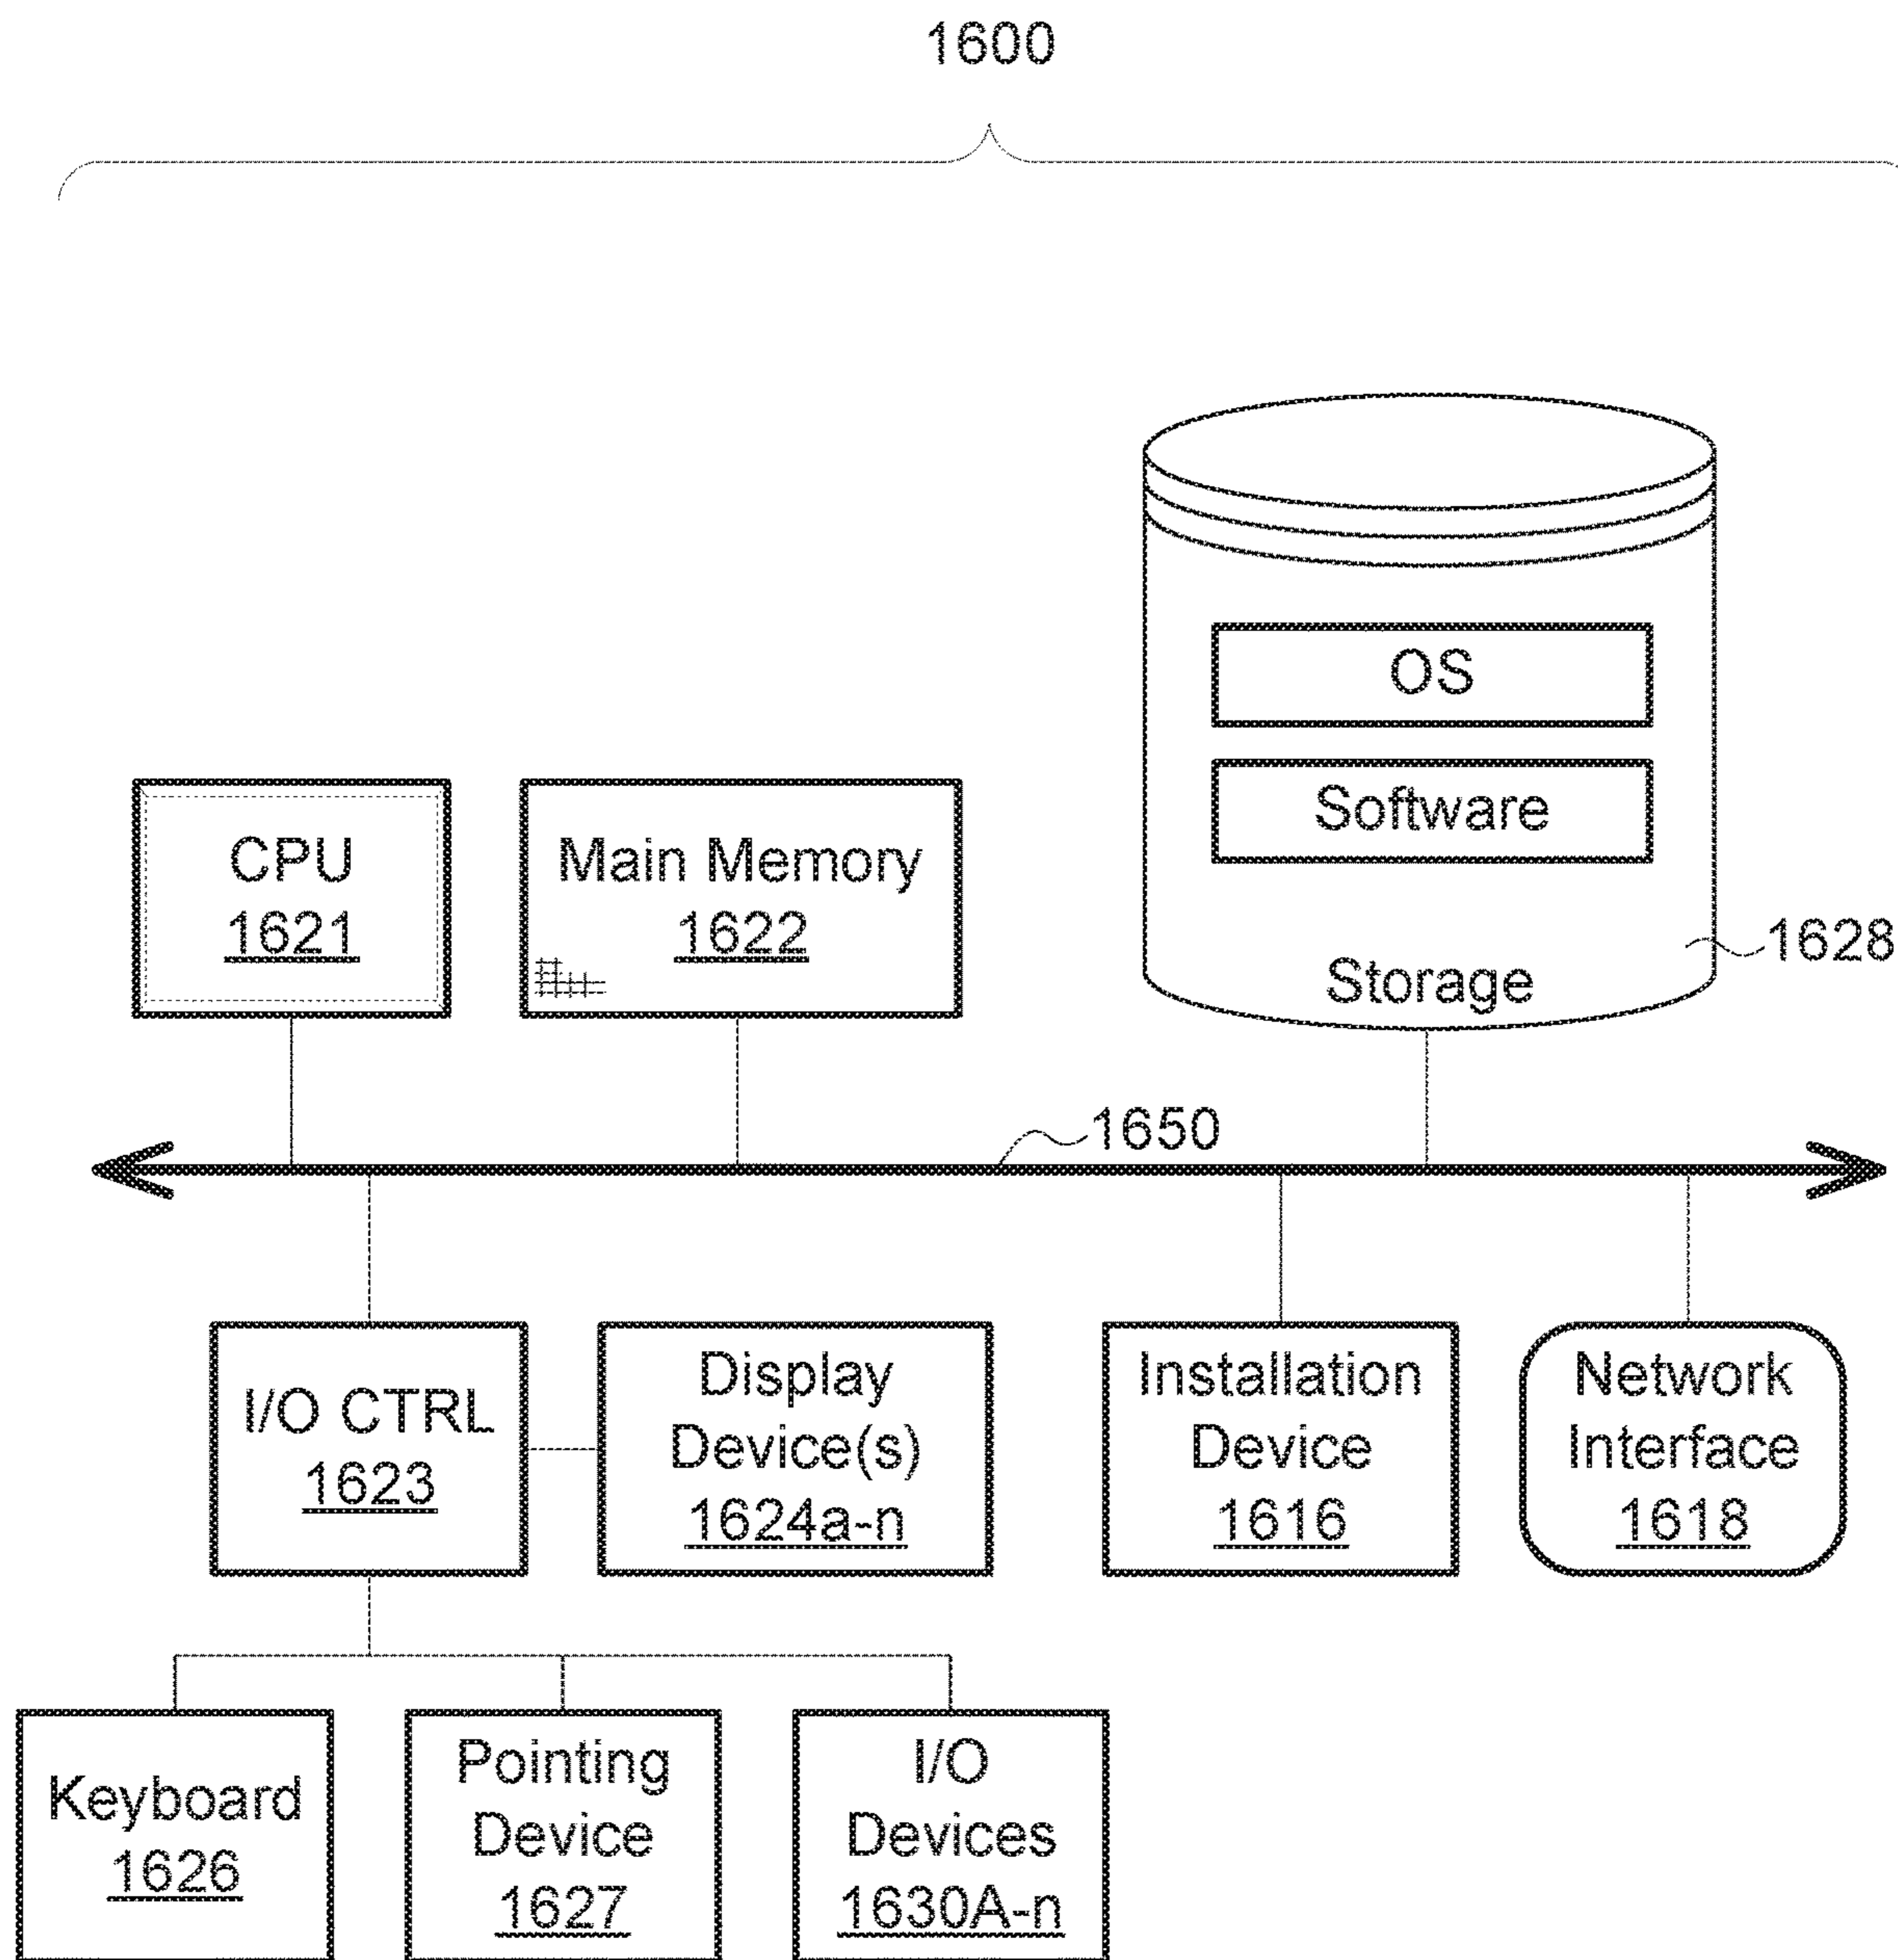 1600
OS
Software
Storage
1628
CPU
1621
Main Memory
1622
1650
I/O CTRL
1623
Display
Device(s)
1624a-n
Installation
Device
1616
Network
Interface
1618
Keyboard
1626
Pointing
Device
1627
I/O
Devices
1630A-n